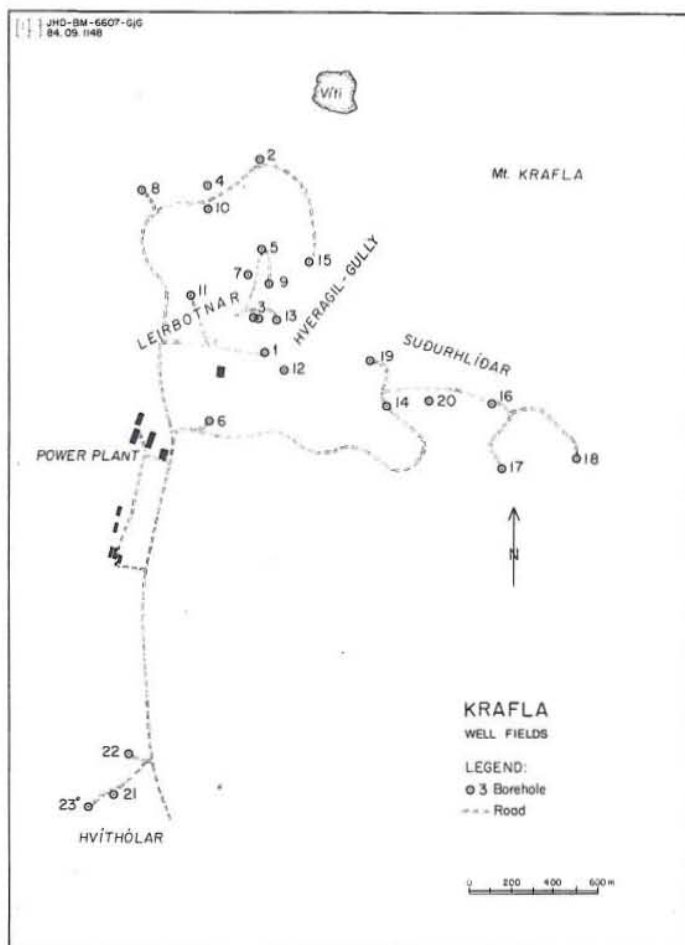 JHD-BM-6607-GjG
84. 09. 1148
Víti
Mt. KRAFLA
2
4
8
10
5
15
7
9
11
LEIRBOTNAR
HVERAGIL-GULLY
3
13
1
12
19
SUÐURHLÍÐAR
14
20
16
6
POWER PLANT
17
18
N
22
21
23
HVÍTHÓLAR
KRAFLA
WELL FIELDS
LEGEND:
3 Borehole
Road
0 200 400 600 m